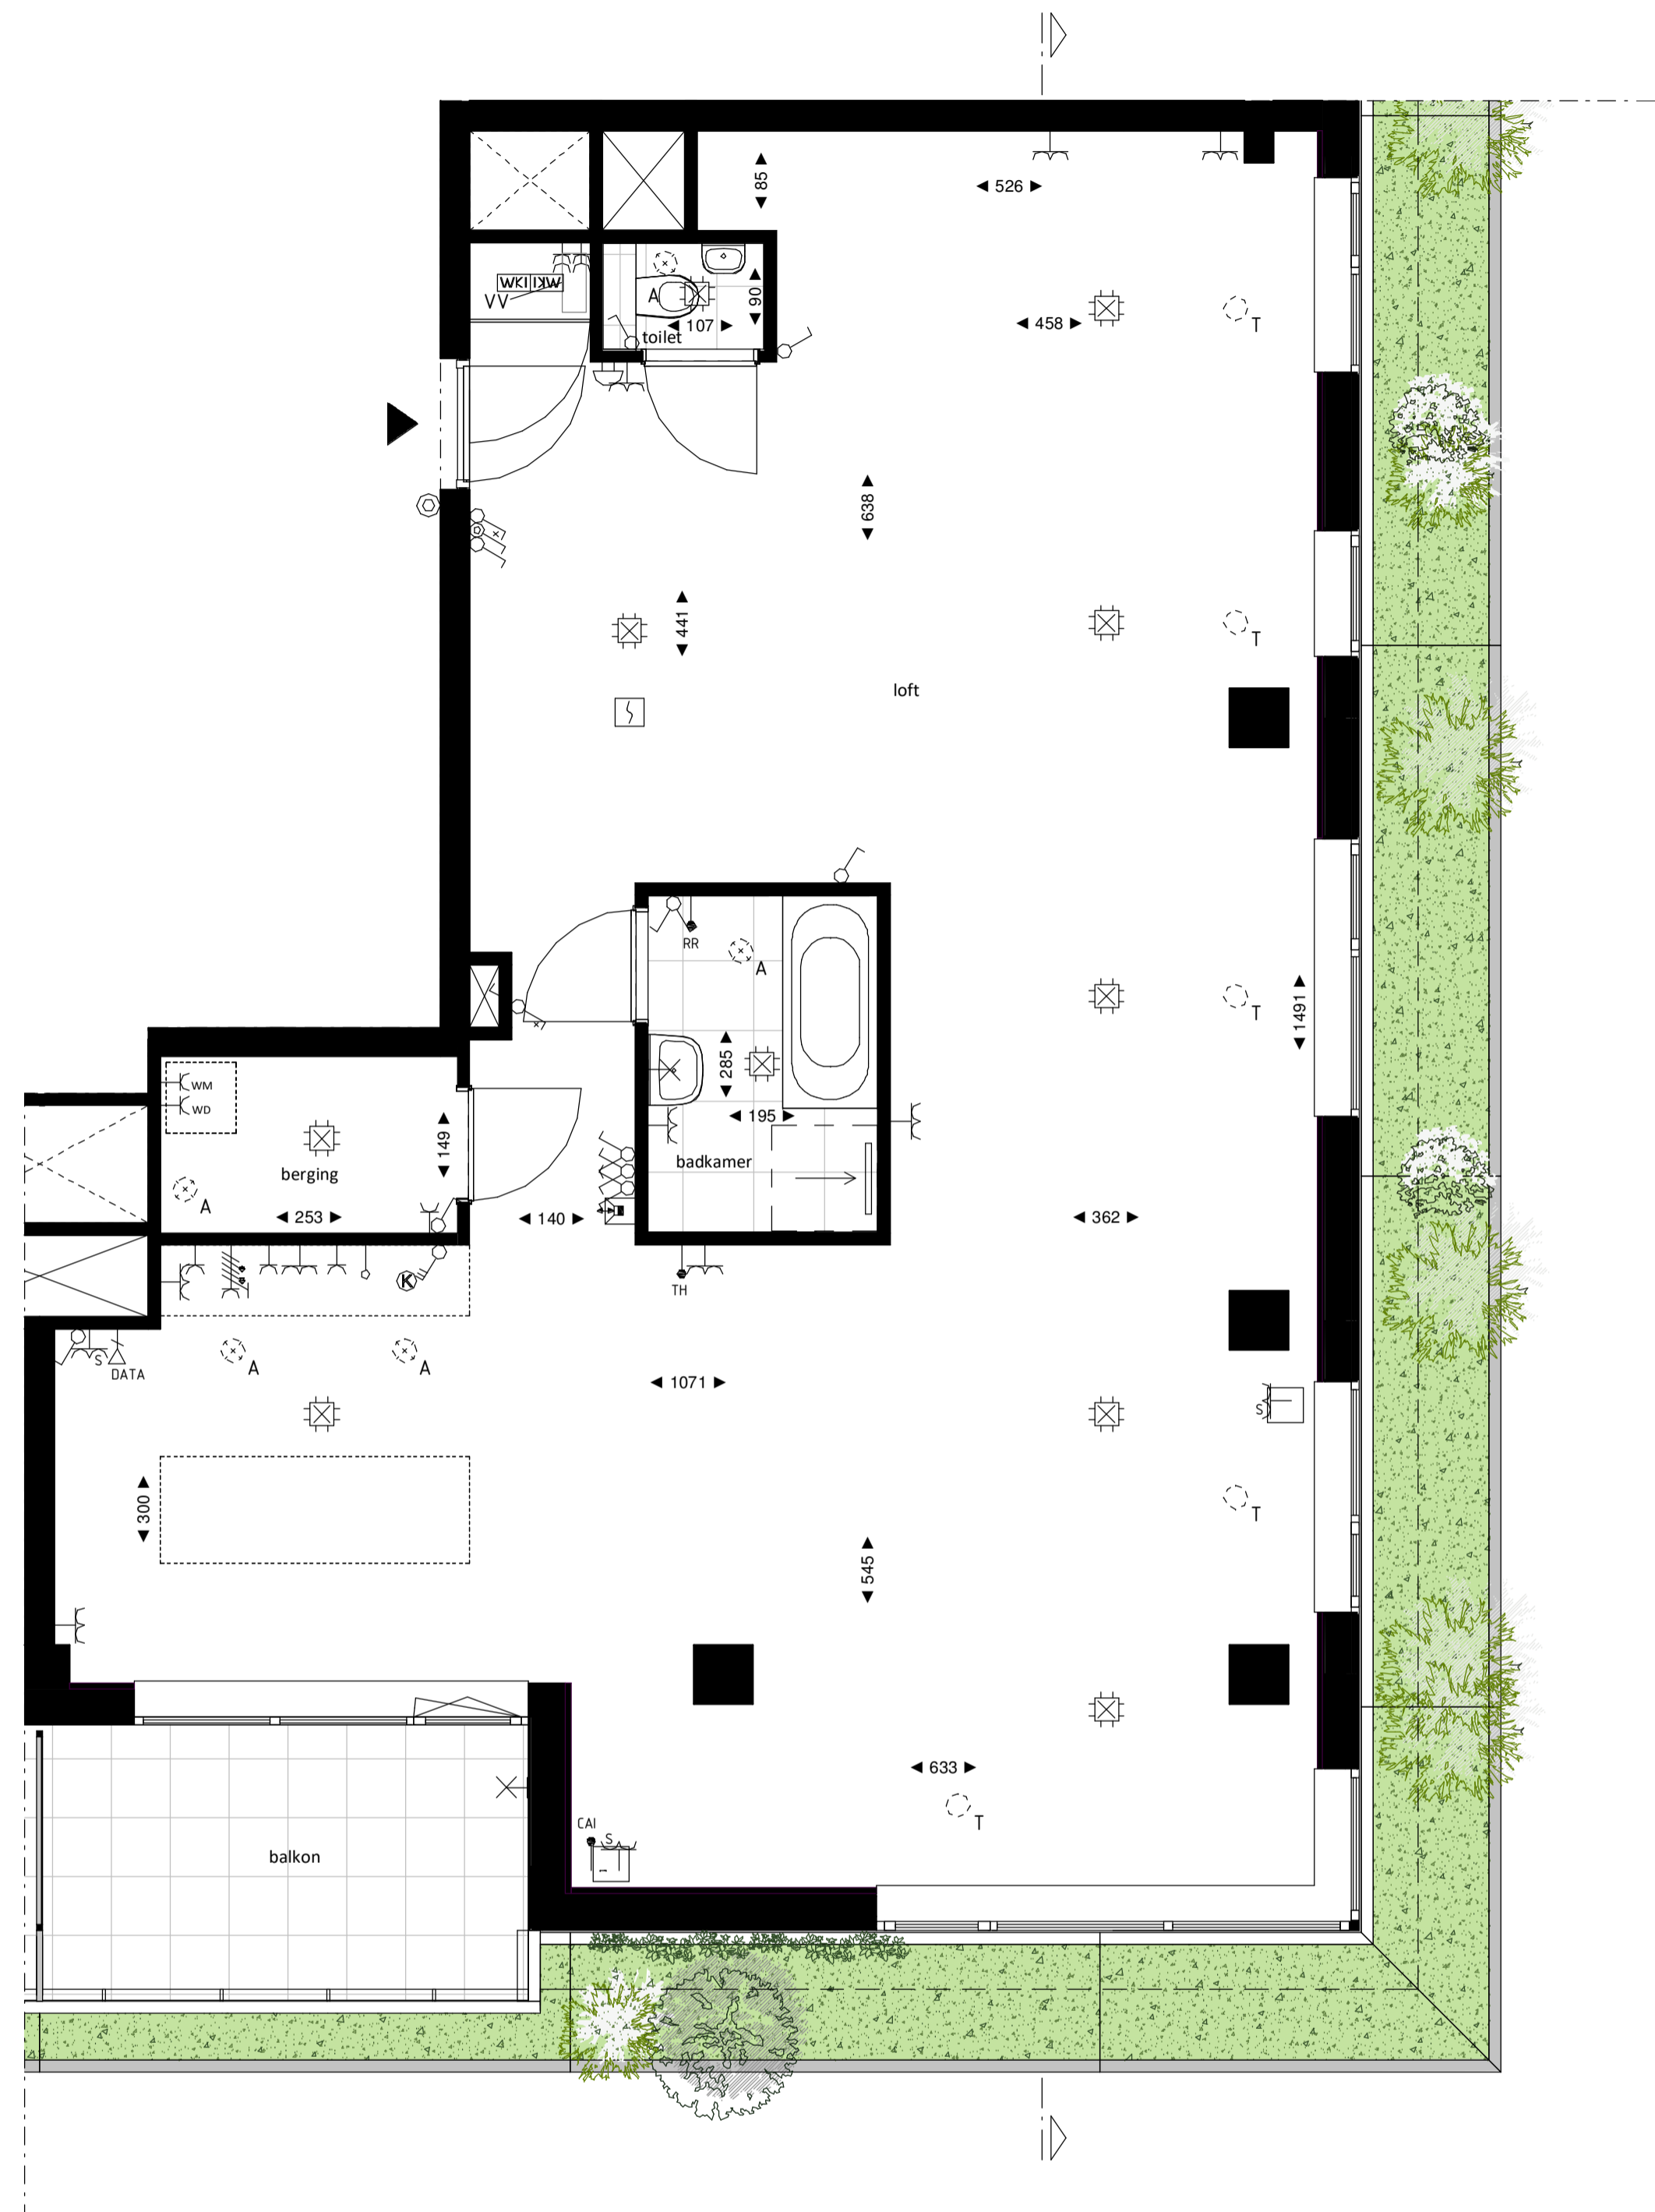 85
526
WKI WKI
VV
A
90
107
toilet
458
T
638
441
T
loft
RR
A
1491
T
285
195
WM
WD
149
berging
badkamer
A
253
140
362
K
TH
S
DATA
A
A
1071
S
300
T
545
633
T
CAI
S
balkon